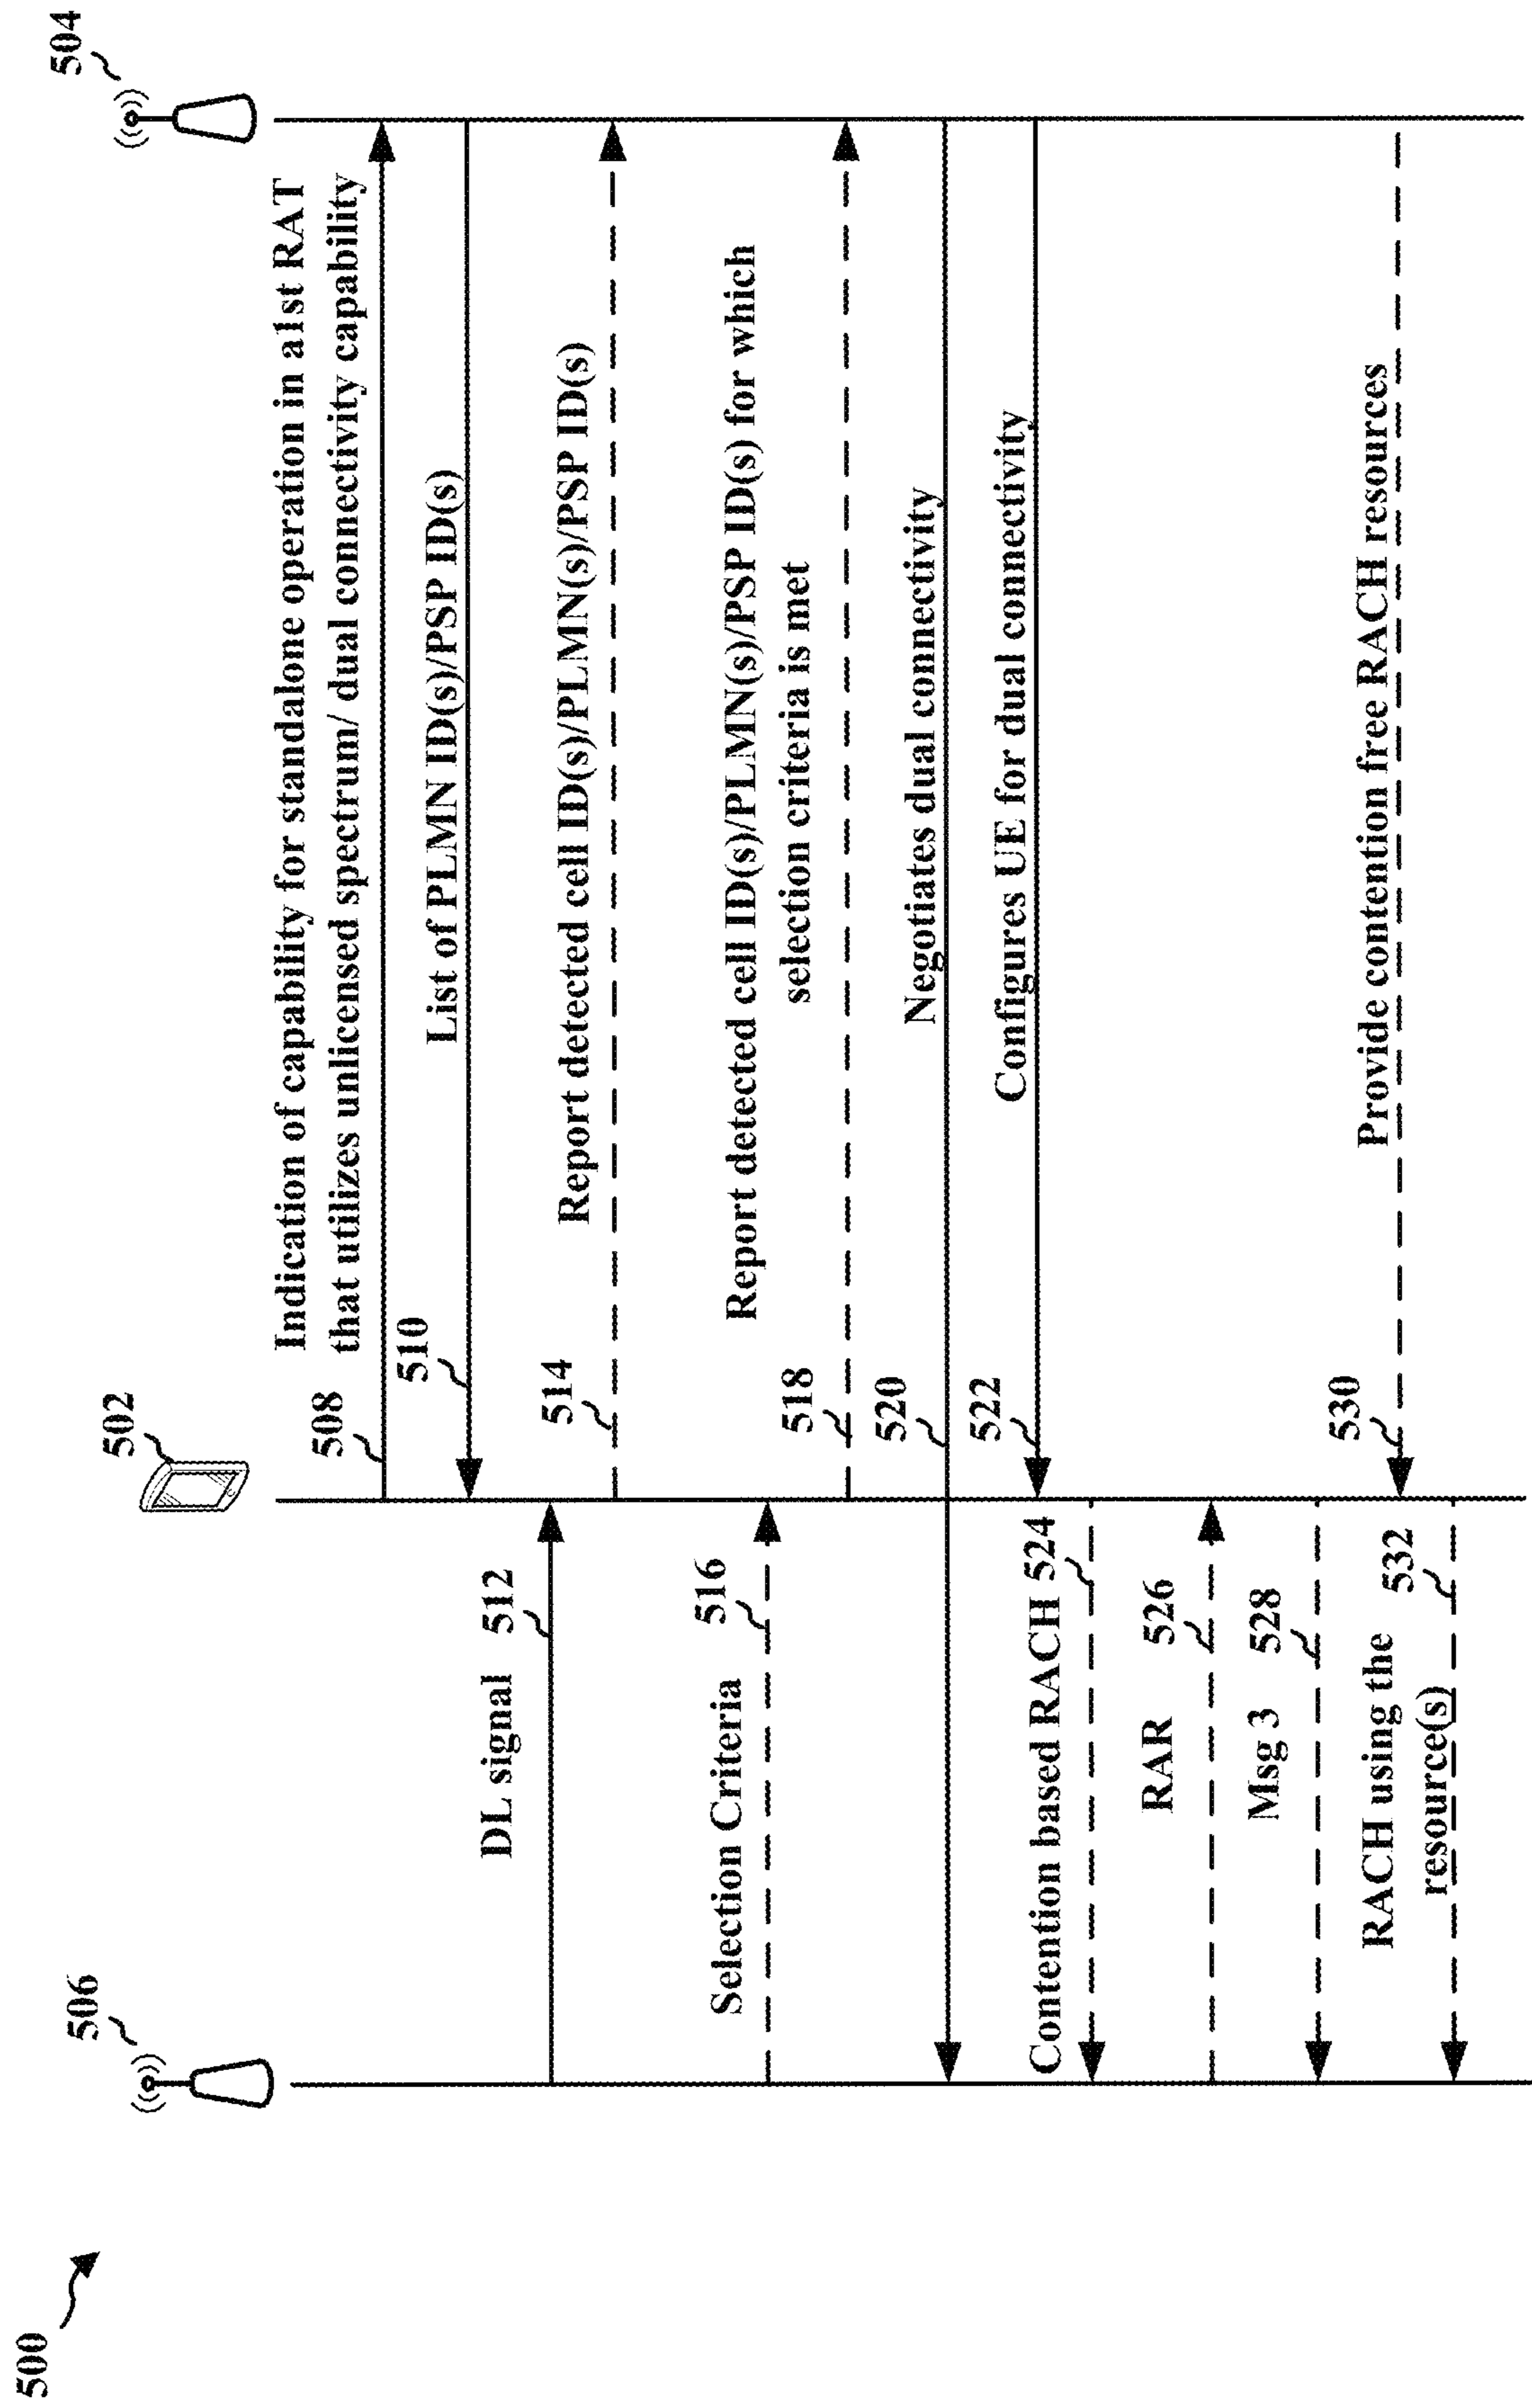 500
506
502
504
Indication of capability for standalone operation in a1st RAT
that utilizes unlicensed spectrum/ dual connectivity capability
508
510
List of PLMN ID(s)/PSP ID(s)
DL signal
512
514
Report detected cell ID(s)/PLMN(s)/PSP ID(s)
Selection Criteria
516
518
Report detected cell ID(s)/PLMN(s)/PSP ID(s) for which
selection criteria is met
520
Negotiates dual connectivity
522
Configures UE for dual connectivity
Contention based RACH 524
RAR
526
Msg 3
528
530
Provide contention free RACH resources
RACH using the
resource(s)
532